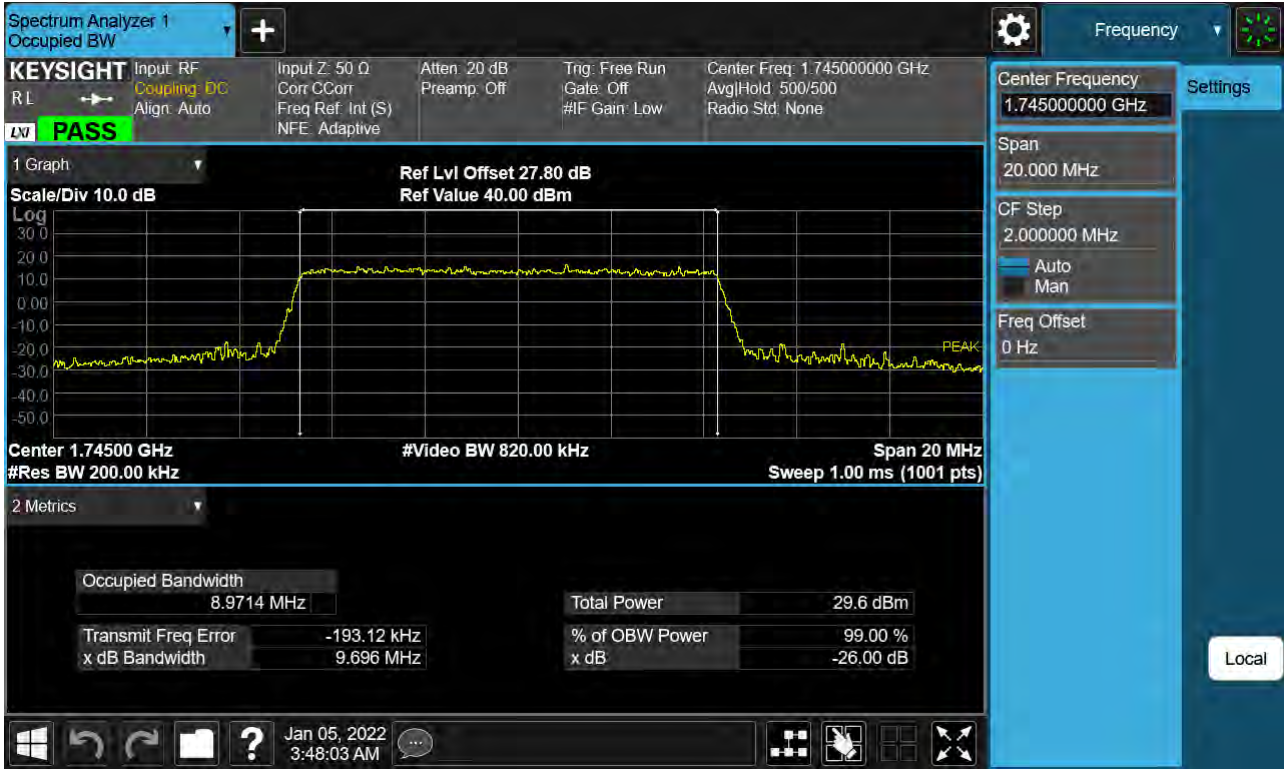 Spectrum Analyzer 1
Occupied BW
Frequency
KEYSIGHT
R L
LXI
PASS
Input: RF
Coupling: DC
Align: Auto
Input Z: 50 Ω
Corr CCorr
Freq Ref: Int (S)
NFE: Adaptive
Atten: 20 dB
Preamp: Off
Trig: Free Run
Gate: Off
#IF Gain: Low
Center Freq: 1.745000000 GHz
Avg|Hold: 500/500
Radio Std: None
1 Graph
Scale/Div 10.0 dB
Ref Lvl Offset 27.80 dB
Ref Value 40.00 dBm
Log
30.0
20.0
10.0
0.00
-10.0
-20.0
-30.0
-40.0
-50.0
PEAK
Center 1.74500 GHz
#Video BW 820.00 kHz
Span 20 MHz
#Res BW 200.00 kHz
Sweep 1.00 ms (1001 pts)
2 Metrics
Occupied Bandwidth
8.9714 MHz
Total Power 29.6 dBm
Transmit Freq Error -193.12 kHz
% of OBW Power 99.00 %
x dB Bandwidth 9.696 MHz
x dB -26.00 dB
Center Frequency
1.745000000 GHz
Settings
Span
20.000 MHz
CF Step
2.000000 MHz
Auto
Man
Freq Offset
0 Hz
Local
?
Jan 05, 2022
3:48:03 AM